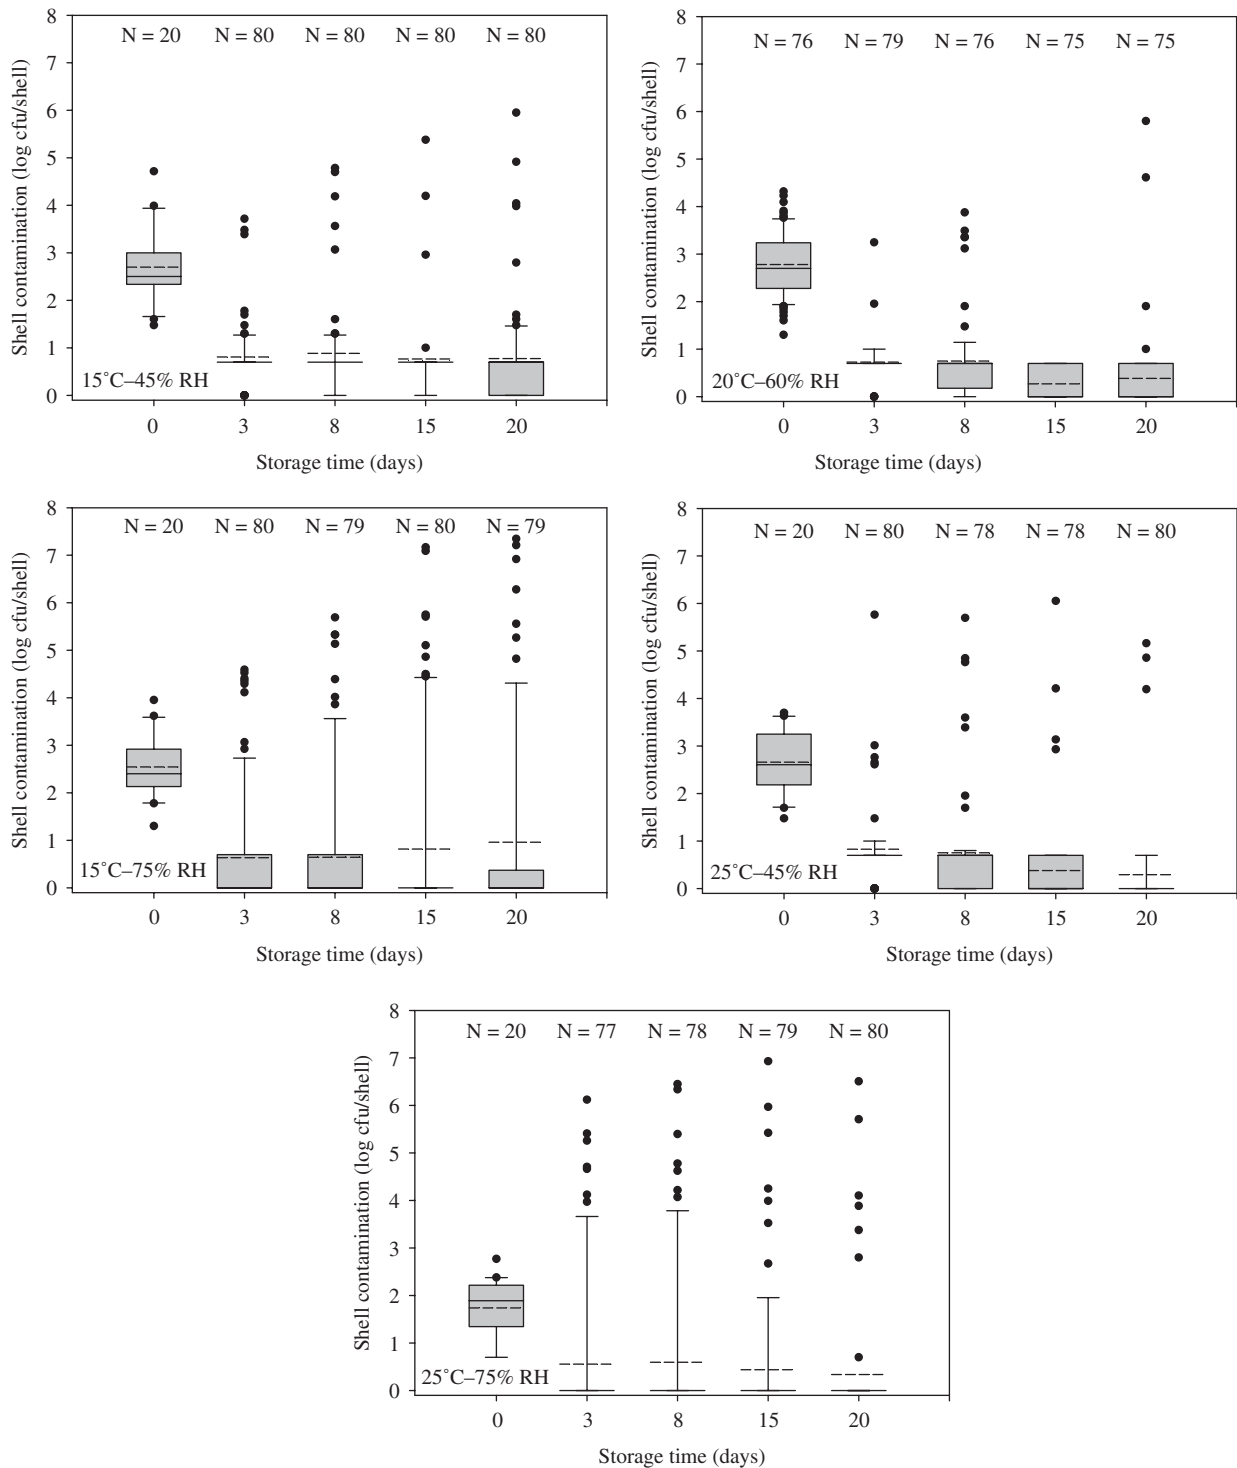 N = 20 N = 80 N = 80 N = 80 N = 80
8
7
6
5
4
3
2
1
0
Shell contamination (log cfu/shell)
15˚C–45% RH
0 3 8 15 20
Storage time (days)
N = 76 N = 79 N = 76 N = 75 N = 75
8
7
6
5
4
3
2
1
0
Shell contamination (log cfu/shell)
20˚C–60% RH
0 3 8 15 20
Storage time (days)
N = 20 N = 80 N = 79 N = 80 N = 79
8
7
6
5
4
3
2
1
0
Shell contamination (log cfu/shell)
15˚C–75% RH
0 3 8 15 20
Storage time (days)
N = 20 N = 80 N = 78 N = 78 N = 80
8
7
6
5
4
3
2
1
0
Shell contamination (log cfu/shell)
25˚C–45% RH
0 3 8 15 20
Storage time (days)
N = 20 N = 77 N = 78 N = 79 N = 80
8
7
6
5
4
3
2
1
0
Shell contamination (log cfu/shell)
25˚C–75% RH
0 3 8 15 20
Storage time (days)